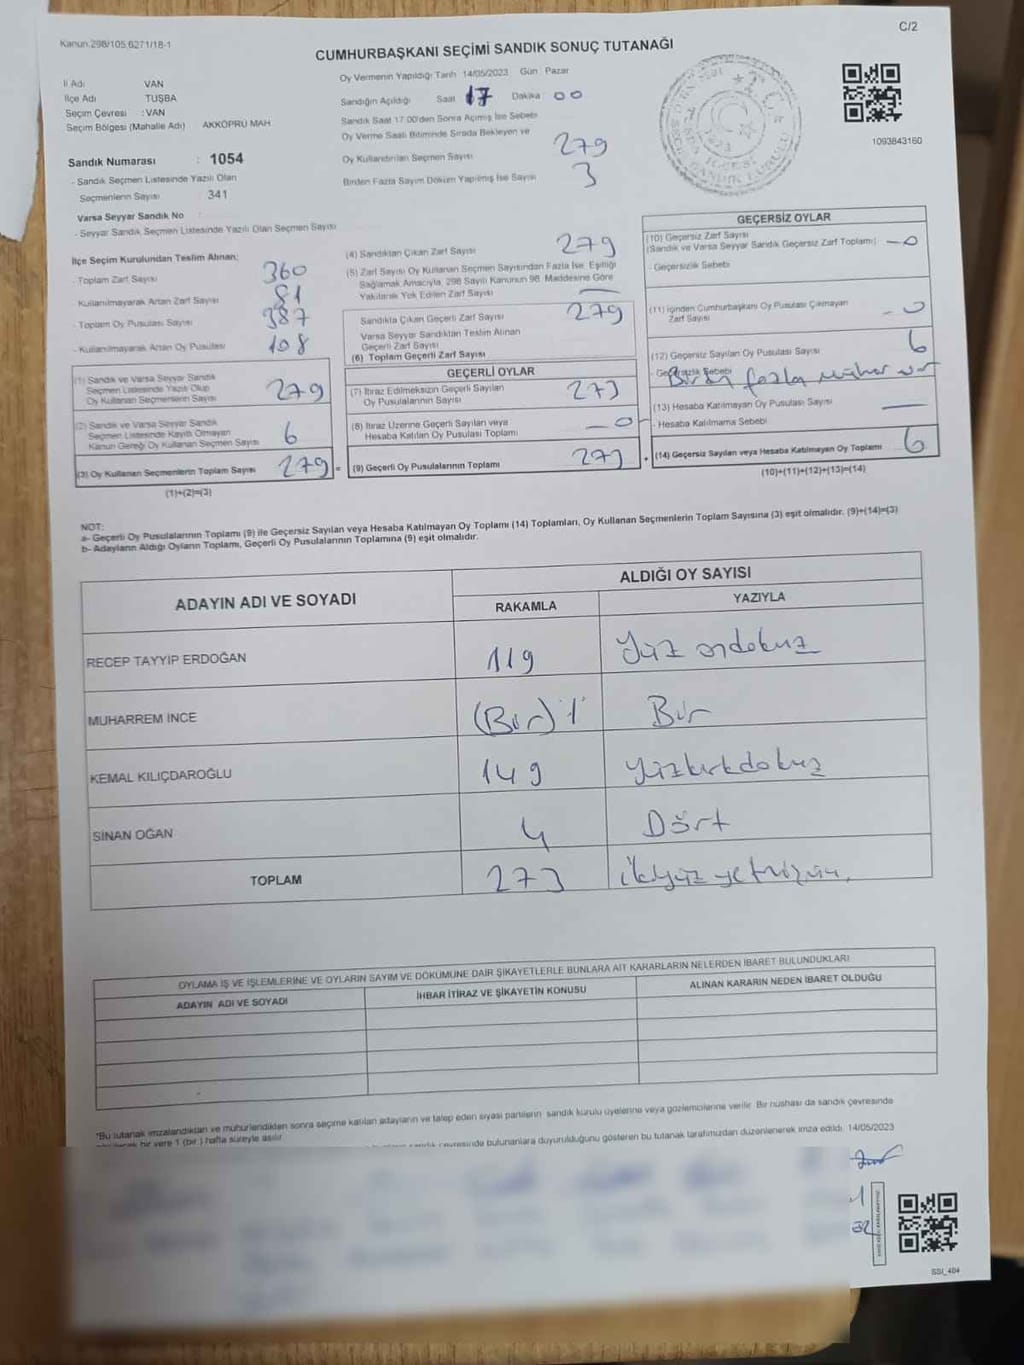 Kanun.298/105,6271/18-1
C/2
CUMHURBAŞKANI SEÇİMİ SANDIK SONUÇ TUTANAĞI
İl Adı VAN
İlçe Adı TUŞBA
Seçim Çevresi : VAN
Seçim Bölgesi (Mahalle Adı) AKKÖPRÜ MAH
Sandık Numarası : 1054
- Sandık Seçmen Listesinde Yazılı Olan
Seçmenlerin Sayısı : 341
Oy Vermenin Yapıldığı Tarih 14/05/2023 Gün Pazar
Sandığın Açıldığı Saat 17 Dakika 00
Sandık Saat 17:00'den Sonra Açılmış İse Sebebi
Oy Verme Saati Bitiminde Sırada Bekleyen ve
Oy Kullandırılan Seçmen Sayısı 279
Birden Fazla Sayım Döküm Yapılmış İse Sayısı 3
1093843160
Varsa Seyyar Sandık No
- Seyyar Sandık Seçmen Listesinde Yazılı Olan Seçmen Sayısı
İlçe Seçim Kurulundan Teslim Alınan;
- Toplam Zarf Sayısı 360
- Kullanılmayarak Artan Zarf Sayısı 81
- Toplam Oy Pusulası Sayısı 387
- Kullanılmayarak Artan Oy Pusulası 108
(1) Sandık ve Varsa Seyyar Sandık
Seçmen Listesinde Yazılı Olup
Oy Kullanan Seçmenlerin Sayısı 279
(2) Sandık ve Varsa Seyyar Sandık
Seçmen Listesinde Kayıtlı Olmayan
Kanun Gereği Oy Kullanan Seçmen Sayısı 6
(3) Oy Kullanan Seçmenlerin Toplam Sayısı 279 =
(1)+(2)=(3)
(4) Sandıktan Çıkan Zarf Sayısı 279
(5) Zarf Sayısı Oy Kullanan Seçmen Sayısından Fazla İse, Eşitliği
Sağlamak Amacıyla, 298 Sayılı Kanunun 98. Maddesine Göre
Yakılarak Yok Edilen Zarf Sayısı —
Sandıkta Çıkan Geçerli Zarf Sayısı 279
Varsa Seyyar Sandıktan Teslim Alınan
Geçerli Zarf Sayısı
(6) Toplam Geçerli Zarf Sayısı
GEÇERLİ OYLAR
(7) İtiraz Edilmeksizin Geçerli Sayılan
Oy Pusulalarının Sayısı 273
(8) İtiraz Üzerine Geçerli Sayılan veya
Hesaba Katılan Oy Pusulası Toplamı — 0
(9) Geçerli Oy Pusulalarının Toplamı 273
GEÇERSİZ OYLAR
(10) Geçersiz Zarf Sayısı
(Sandık ve Varsa Seyyar Sandık Geçersiz Zarf Toplamı) — 0
- Geçersizlik Sebebi
(11) İçinden Cumhurbaşkanı Oy Pusulası Çıkmayan
Zarf Sayısı - 0
(12) Geçersiz Sayılan Oy Pusulası Sayısı 6
- Geçersizlik Sebebi Birden fazla mühür var
(13) Hesaba Katılmayan Oy Pusulası Sayısı —
- Hesaba Katılmama Sebebi
+ (14) Geçersiz Sayılan veya Hesaba Katılmayan Oy Toplamı 6
(10)+(11)+(12)+(13)=(14)
NOT:
a- Geçerli Oy Pusulalarının Toplamı (9) ile Geçersiz Sayılan veya Hesaba Katılmayan Oy Toplamı (14) Toplamları, Oy Kullanan Seçmenlerin Toplam Sayısına (3) eşit olmalıdır. (9)+(14)=(3)
b- Adayların Aldığı Oyların Toplamı, Geçerli Oy Pusulalarının Toplamına (9) eşit olmalıdır.
ADAYIN ADI VE SOYADI
ALDIĞI OY SAYISI
RAKAMLA YAZIYLA
RECEP TAYYİP ERDOĞAN 119 Yüz ondokuz
MUHARREM İNCE (Bir) 1 Bir
KEMAL KILIÇDAROĞLU 149 Yüzkırkdokuz
SİNAN OĞAN 4 Dört
TOPLAM 273
OYLAMA İŞ VE İŞLEMLERİNE VE OYLARIN SAYIM VE DÖKÜMÜNE DAİR ŞİKAYETLERLE BUNLARA AİT KARARLARIN NELERDEN İBARET BULUNDUKLARI
ADAYIN ADI VE SOYADI İHBAR İTİRAZ VE ŞİKAYETİN KONUSU ALINAN KARARIN NEDEN İBARET OLDUĞU
*Bu tutanak imzalandıktan ve mühürlendikten sonra seçime katılan adayların ve talep eden siyasi partilerin sandık kurulu üyelerine veya gözlemcilerine verilir. Bir nüshası da sandık çevresinde
bir yere 1 (bir ) hafta süreyle asılır.
sandık çevresinde bulunanlara duyurulduğunu gösteren bu tutanak tarafımızdan düzenlenerek imza edildi. 14/05/2023
SSI_404